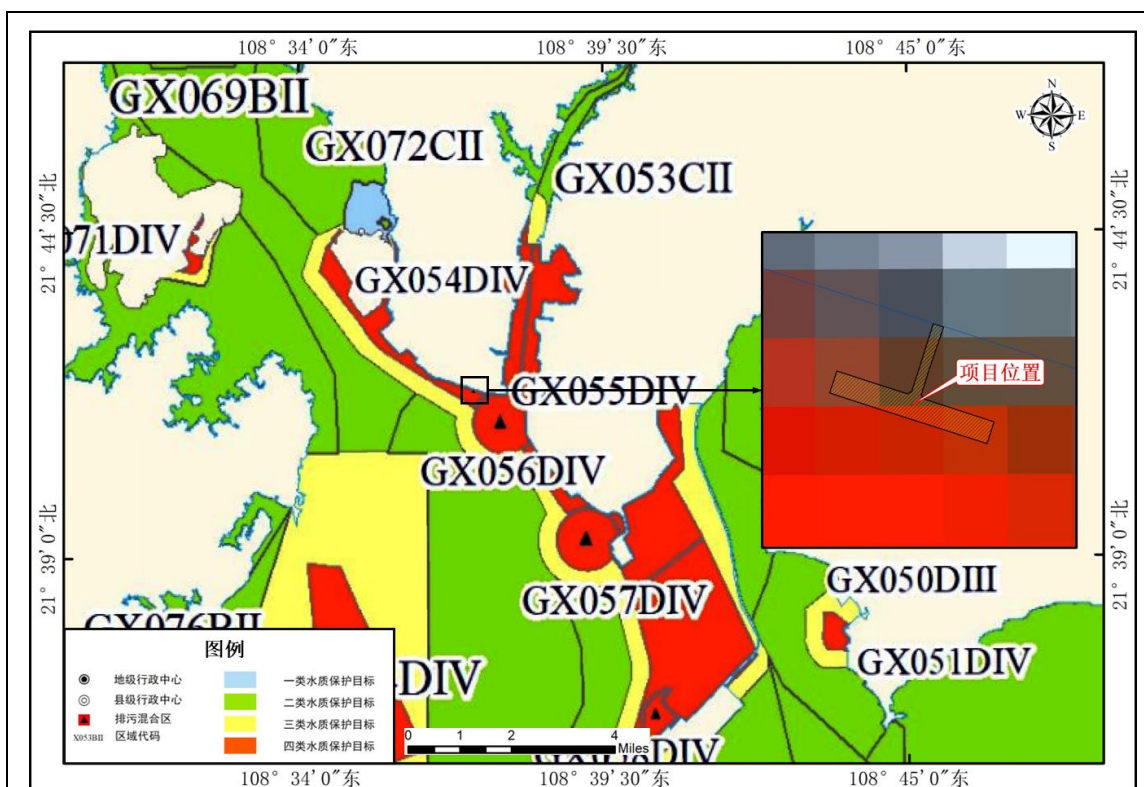 108° 34′0″东
108° 39′30″东
108° 45′0″东
GX069BII
GX072CII
GX053CII
N
W
E
S
21° 44′30″北
21° 44′30″北
071DIV
GX054DIV
GX055DIV
项目位置
GX056DIV
21° 39′0″北
21° 39′0″北
GX057DIV
GX050DIII
GX051DIV
GX076BII
DIV
DIV
图例
地级行政中心
县级行政中心
排污混合区
X053BII 区域代码
一类水质保护目标
二类水质保护目标
三类水质保护目标
四类水质保护目标
0 1 2 4
Miles
108° 34′0″东
108° 39′30″东
108° 45′0″东